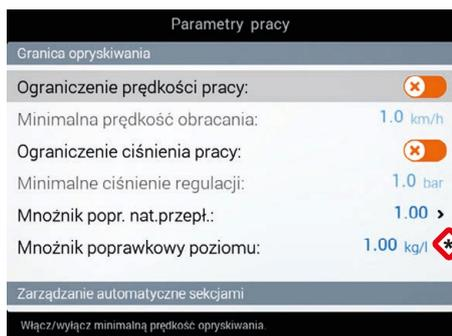 Parametry pracy
Granica opryskiwania
Ograniczenie prędkości pracy:
Minimalna prędkość obracania: 1.0 km/h
Ograniczenie ciśnienia pracy:
Minimalne ciśnienie regulacji: 1.0 bar
Mnożnik popr. nat.przepł.: 1.00 >
Mnożnik poprawkowy poziomu: 1.00 kg/l *
Zarządzanie automatyczne sekcjami
Włącz/wyłącz minimalną prędkość opryskiwania.